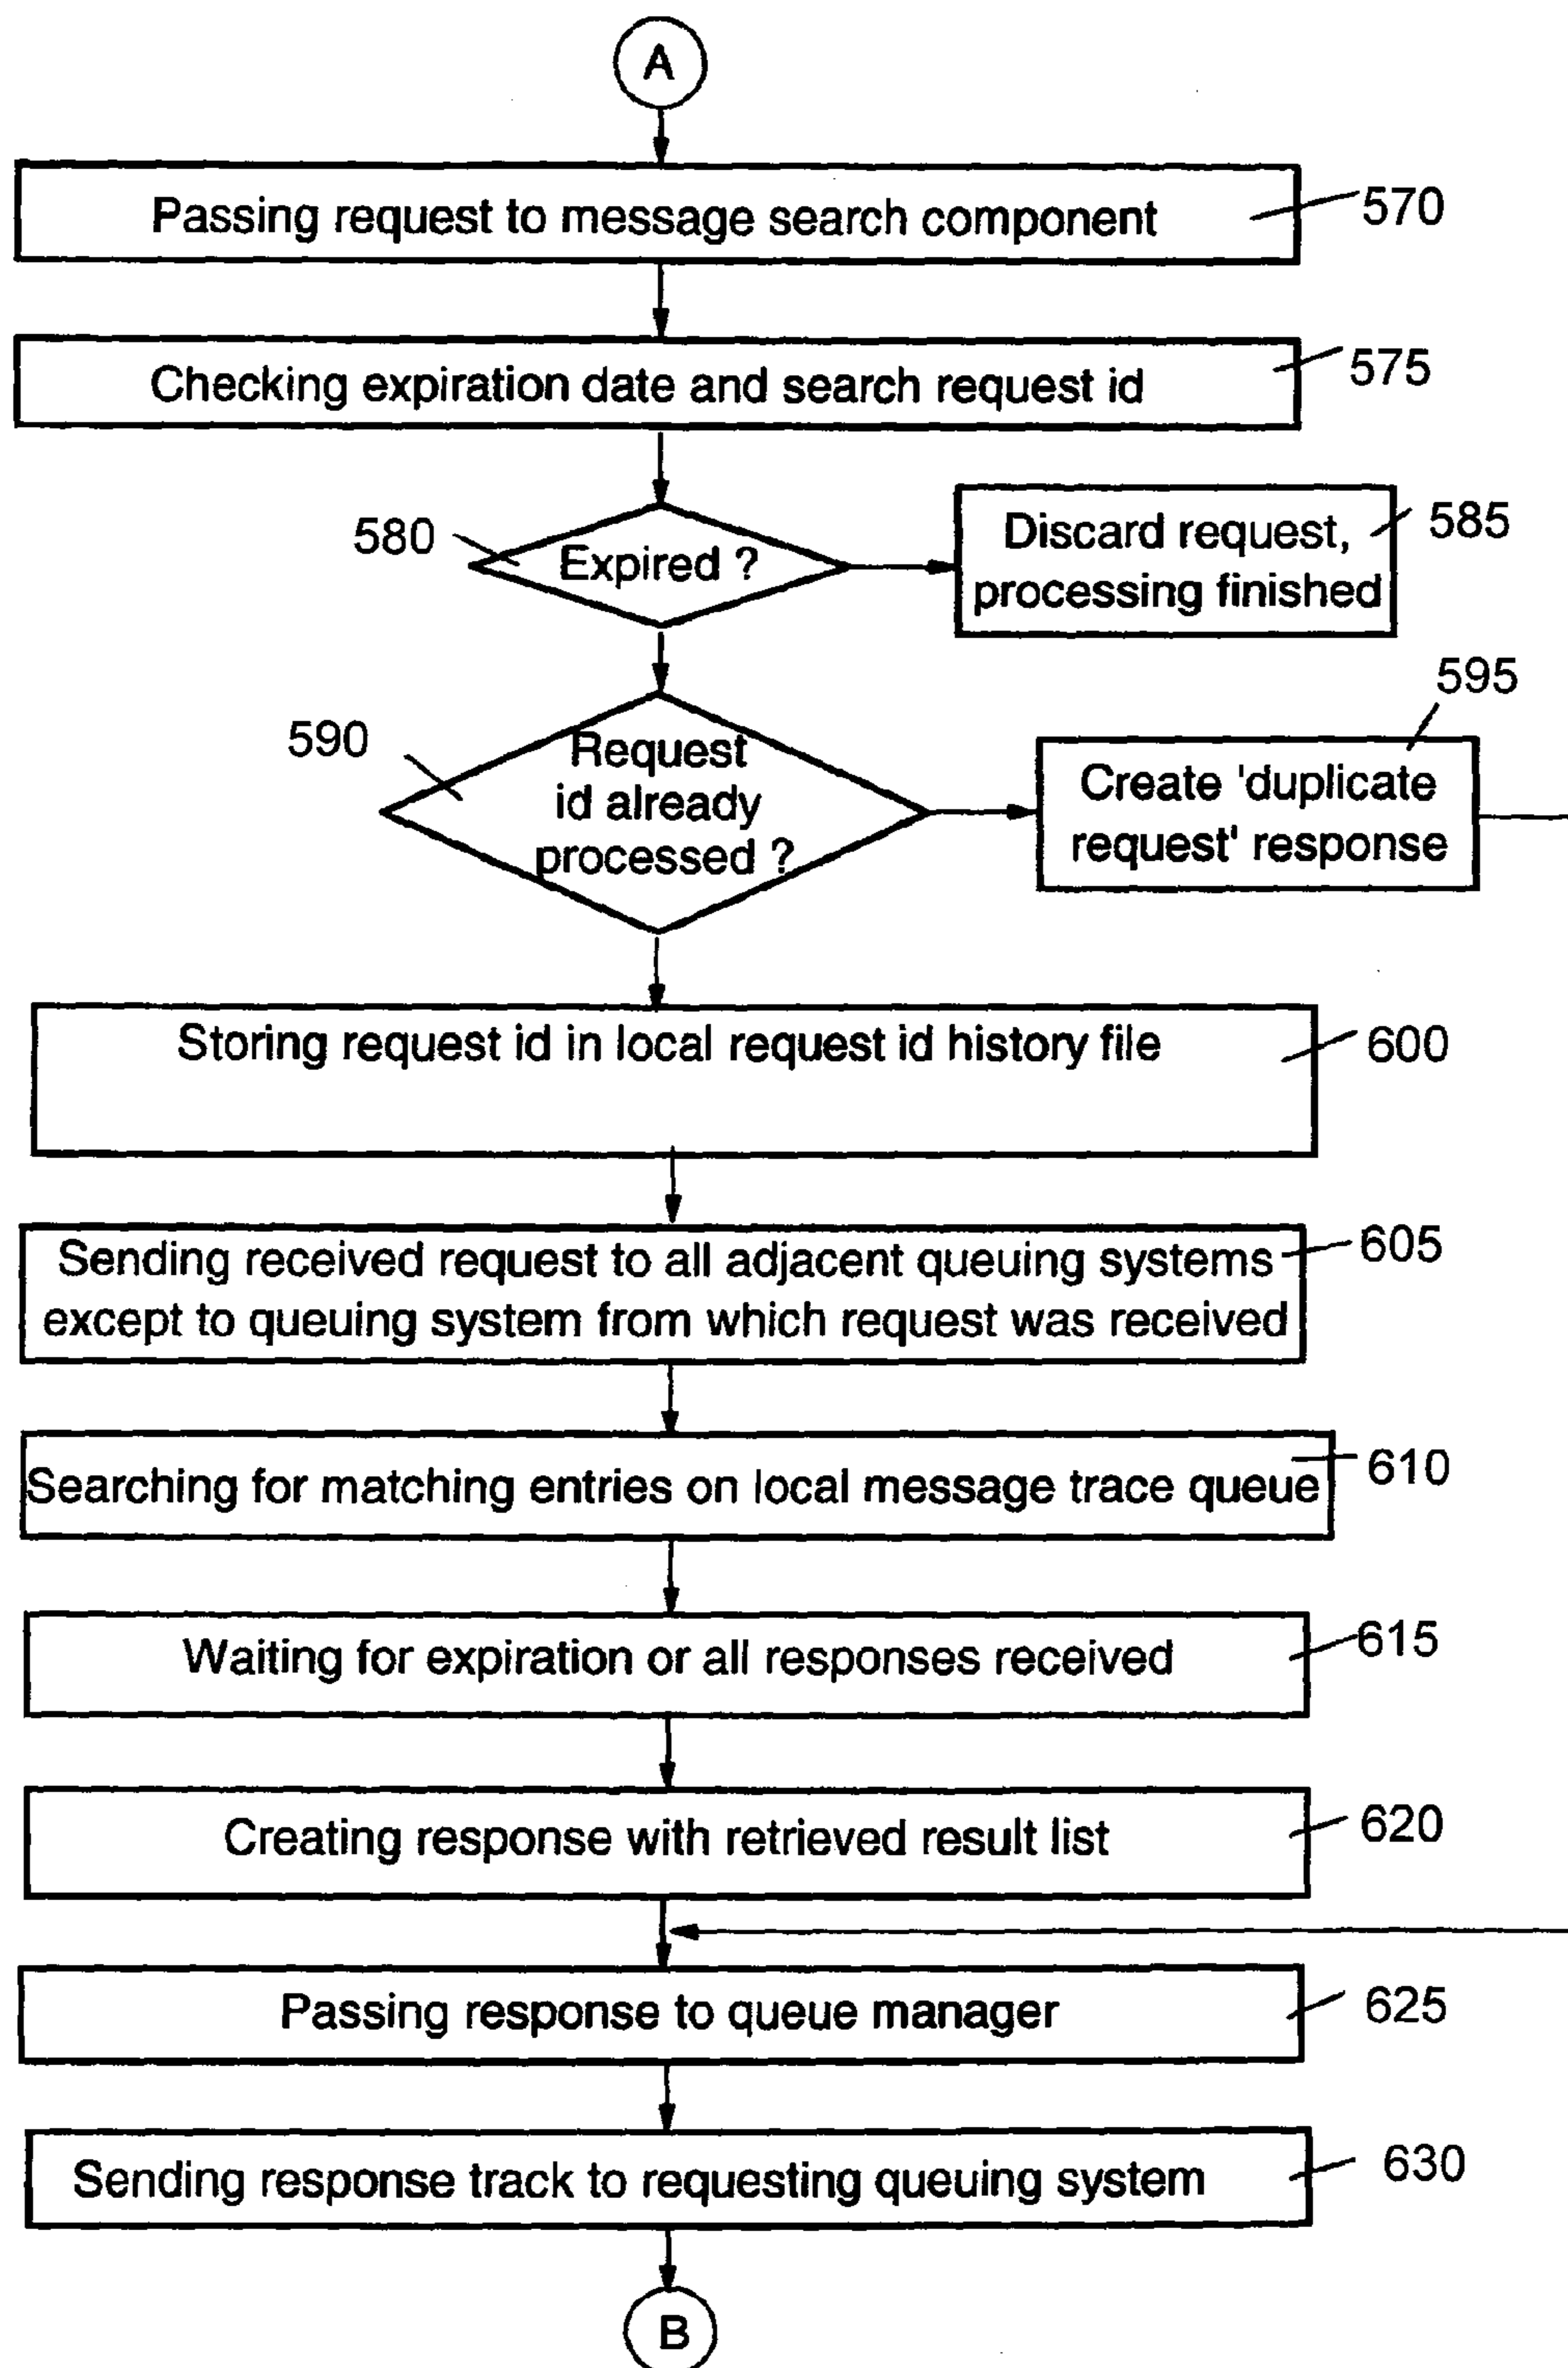 A
Passing request to message search component
570
Checking expiration date and search request id
575
580
Expired ?
Discard request,
processing finished
585
590
Request
id already
processed ?
595
Create 'duplicate
request' response
Storing request id in local request id history file
600
Sending received request to all adjacent queuing systems
except to queuing system from which request was received
605
Searching for matching entries on local message trace queue
610
Waiting for expiration or all responses received
615
Creating response with retrieved result list
620
Passing response to queue manager
625
Sending response track to requesting queuing system
630
B